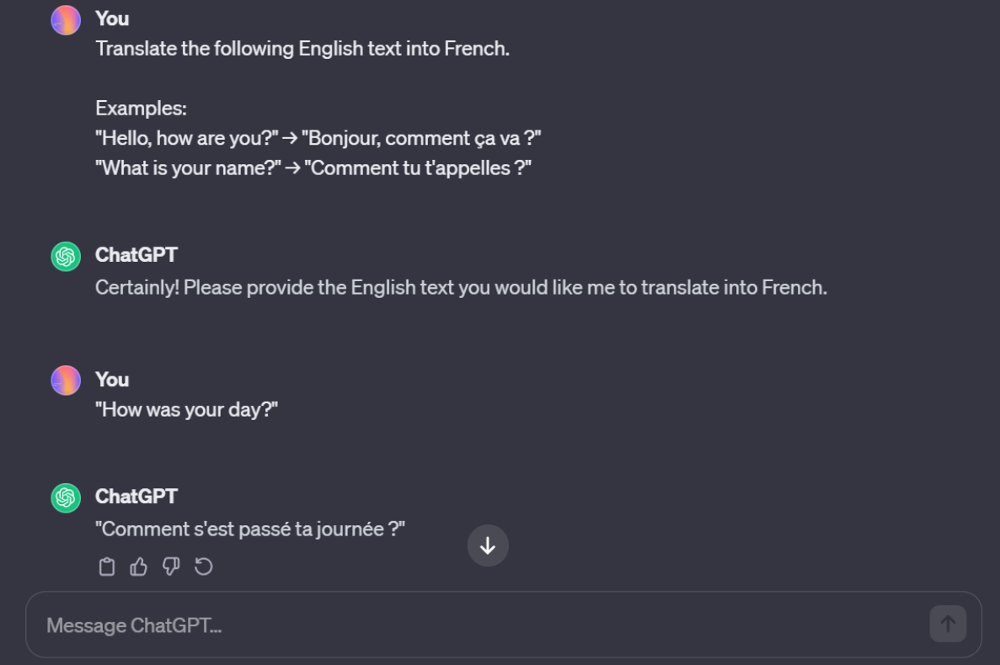 You
Translate the following English text into French.
Examples:
"Hello, how are you?" → "Bonjour, comment ça va ?"
"What is your name?" → "Comment tu t'appelles ?"
ChatGPT
Certainly! Please provide the English text you would like me to translate into French.
You
"How was your day?"
ChatGPT
"Comment s'est passé ta journée ?"
Message ChatGPT...